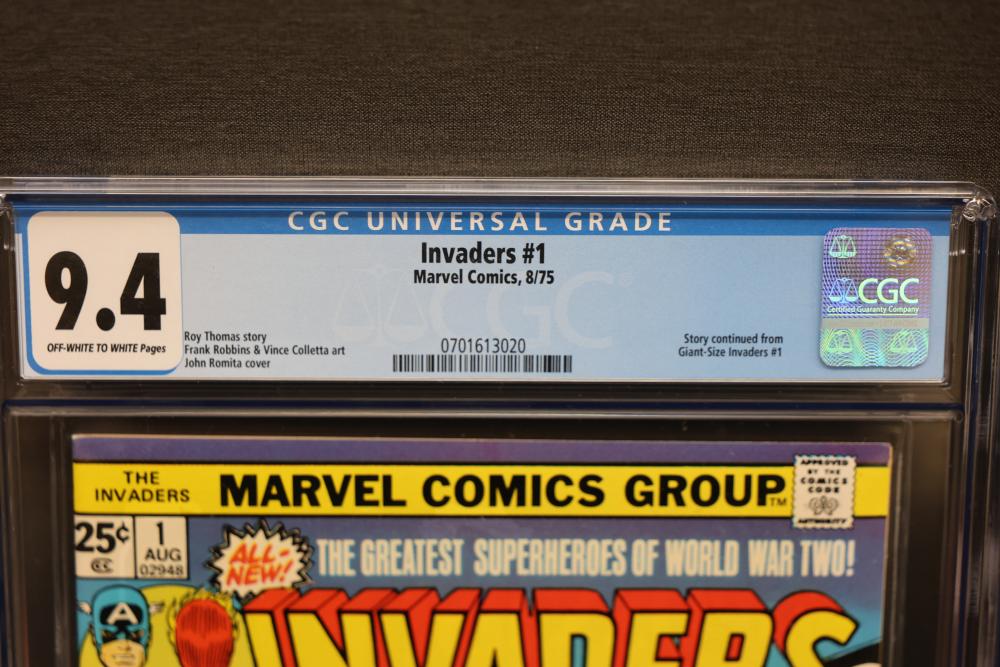 CGC UNIVERSAL GRADE
9.4
OFF-WHITE TO WHITE Pages
Invaders #1
Marvel Comics, 8/75
Roy Thomas story
Frank Robbins & Vince Colletta art
John Romita cover
0701613020
Story continued from
Giant-Size Invaders #1
CGC
CGC
Certified Guaranty Company
THE
INVADERS
MARVEL COMICS GROUP
TM
APPROVED
BY THE
COMICS
CODE
AUTHORITY
25¢
CC
1
AUG
02948
ALL-
NEW!
THE GREATEST SUPERHEROES OF WORLD WAR TWO!
INVADERS
A